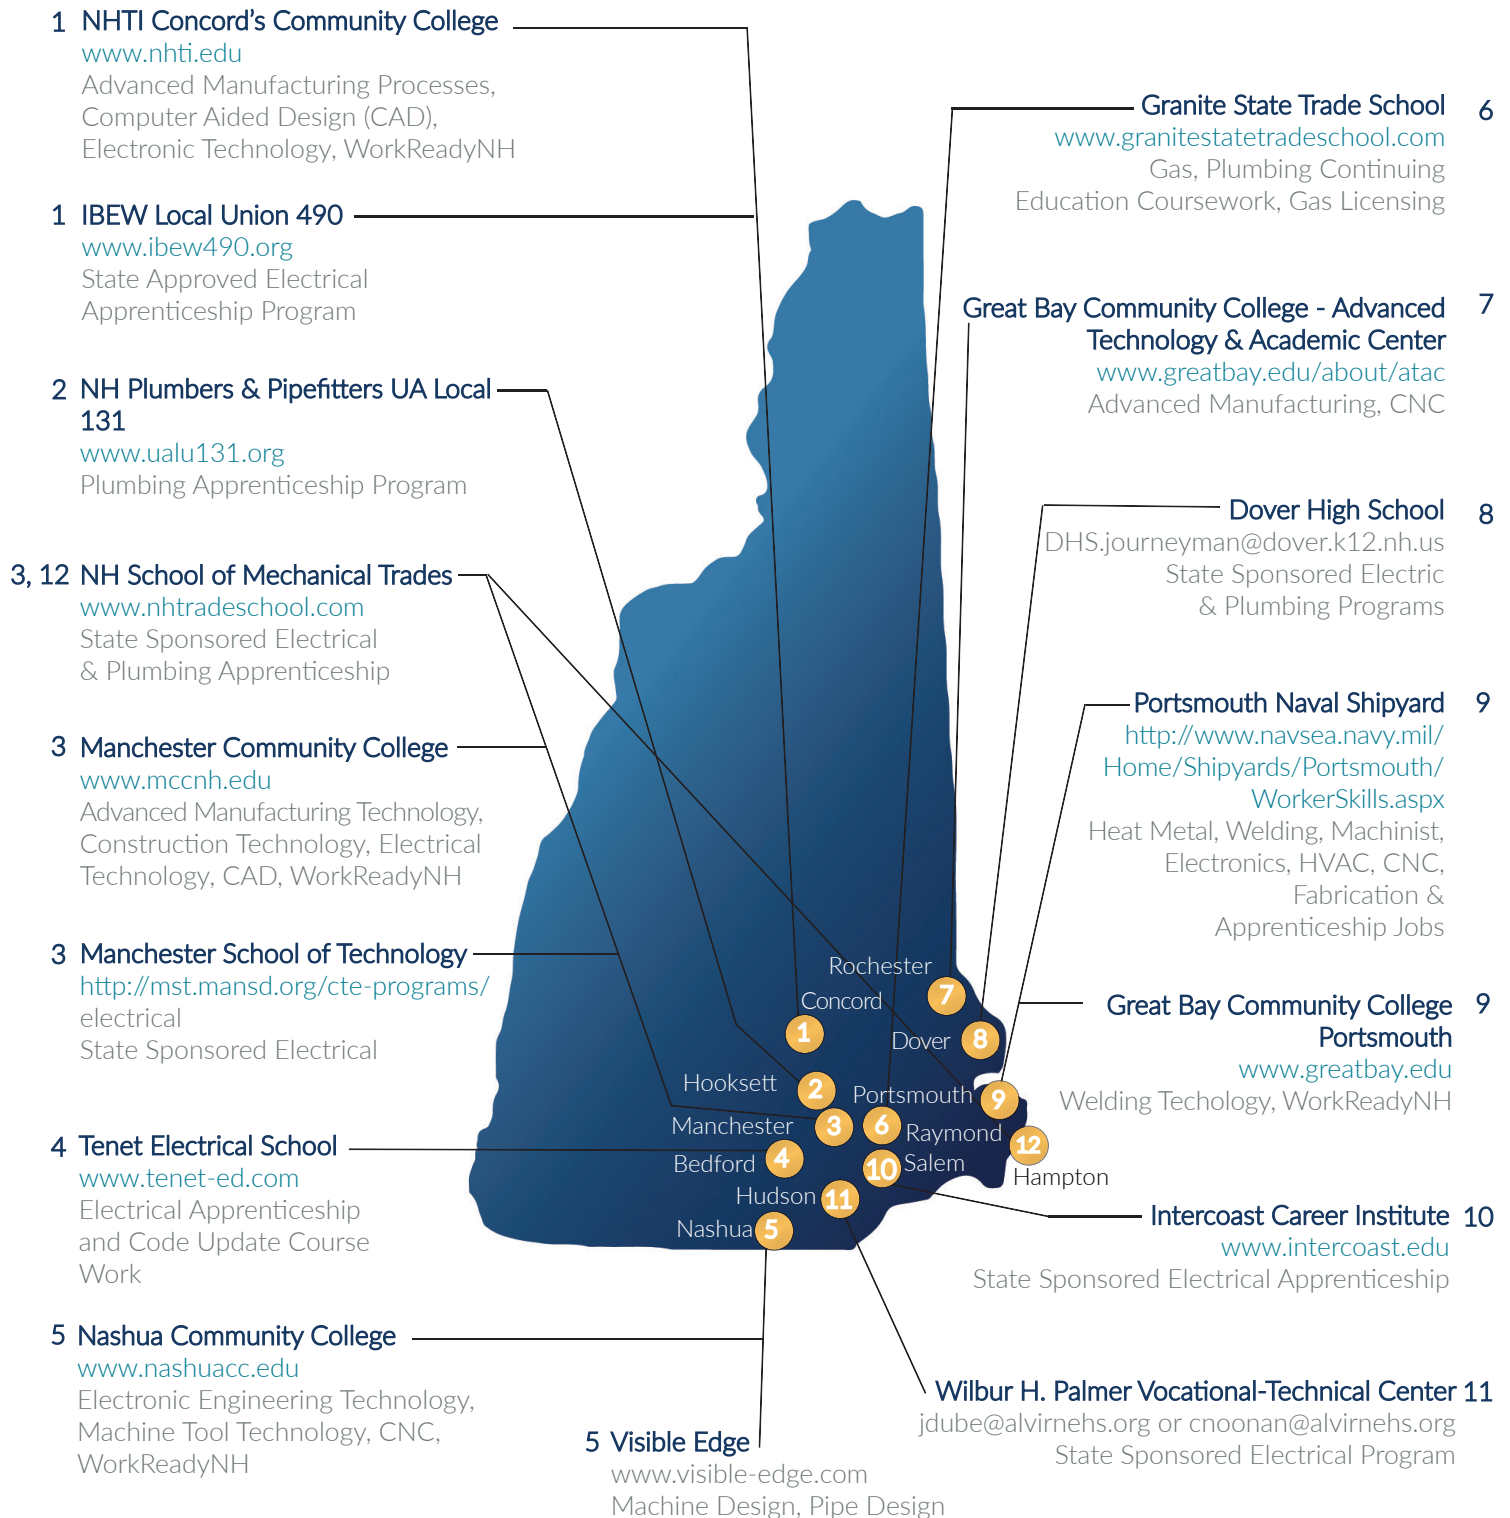 1 NHTI Concord's Community College
www.nhti.edu
Advanced Manufacturing Processes,
Computer Aided Design (CAD),
Electronic Technology, WorkReadyNH
1 IBEW Local Union 490
www.ibew490.org
State Approved Electrical
Apprenticeship Program
2 NH Plumbers & Pipefitters UA Local
131
www.ualu131.org
Plumbing Apprenticeship Program
3, 12 NH School of Mechanical Trades
www.nhtradeschool.com
State Sponsored Electrical
& Plumbing Apprenticeship
3 Manchester Community College
www.mccnh.edu
Advanced Manufacturing Technology,
Construction Technology, Electrical
Technology, CAD, WorkReadyNH
3 Manchester School of Technology
http://mst.mansd.org/cte-programs/
electrical
State Sponsored Electrical
4 Tenet Electrical School
www.tenet-ed.com
Electrical Apprenticeship
and Code Update Course
Work
5 Nashua Community College
www.nashuacc.edu
Electronic Engineering Technology,
Machine Tool Technology, CNC,
WorkReadyNH
5 Visible Edge
www.visible-edge.com
Machine Design, Pipe Design
Granite State Trade School 6
www.granitestatetradeschool.com
Gas, Plumbing Continuing
Education Coursework, Gas Licensing
Great Bay Community College - Advanced 7
Technology & Academic Center
www.greatbay.edu/about/atac
Advanced Manufacturing, CNC
Dover High School 8
DHS.journeyman@dover.k12.nh.us
State Sponsored Electric
& Plumbing Programs
Portsmouth Naval Shipyard 9
http://www.navsea.navy.mil/
Home/Shipyards/Portsmouth/
WorkerSkills.aspx
Heat Metal, Welding, Machinist,
Electronics, HVAC, CNC,
Fabrication &
Apprenticeship Jobs
Great Bay Community College 9
Portsmouth
www.greatbay.edu
Welding Techology, WorkReadyNH
Intercoast Career Institute 10
www.intercoast.edu
State Sponsored Electrical Apprenticeship
Wilbur H. Palmer Vocational-Technical Center 11
jdube@alvirnehs.org or cnoonan@alvirnehs.org
State Sponsored Electrical Program
Rochester 7
Concord 1
Dover 8
Hooksett 2
Portsmouth 9
Manchester 3
6 Raymond
12 Hampton
Bedford 4
10 Salem
Hudson 11
Nashua 5